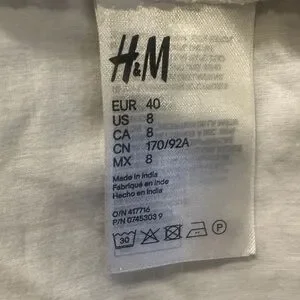 H&M
EUR 40
US 8
CA 8
CN 170/92A
MX 8
Made in India
Fabriqué en Inde
Hecho en India
O/N 417716
P/N 0745303 9
30 P